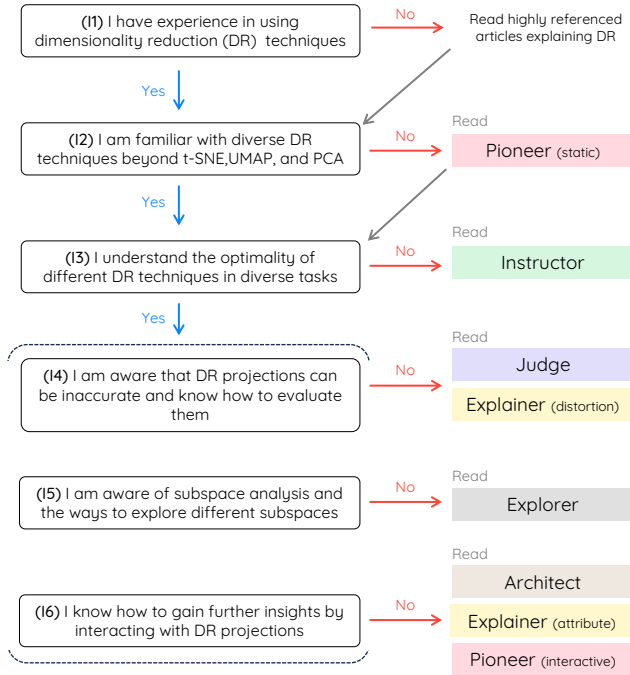 (I1) I have experience in using
dimensionality reduction (DR) techniques
No
Read highly referenced
articles explaining DR
Yes
(I2) I am familiar with diverse DR
techniques beyond t-SNE,UMAP, and PCA
No
Read
Pioneer (static)
Yes
(I3) I understand the optimality of
different DR techniques in diverse tasks
No
Read
Instructor
Yes
(I4) I am aware that DR projections can
be inaccurate and know how to evaluate
them
No
Read
Judge
Explainer (distortion)
(I5) I am aware of subspace analysis and
the ways to explore different subspaces
No
Read
Explorer
(I6) I know how to gain further insights by
interacting with DR projections
No
Read
Architect
Explainer (attribute)
Pioneer (interactive)